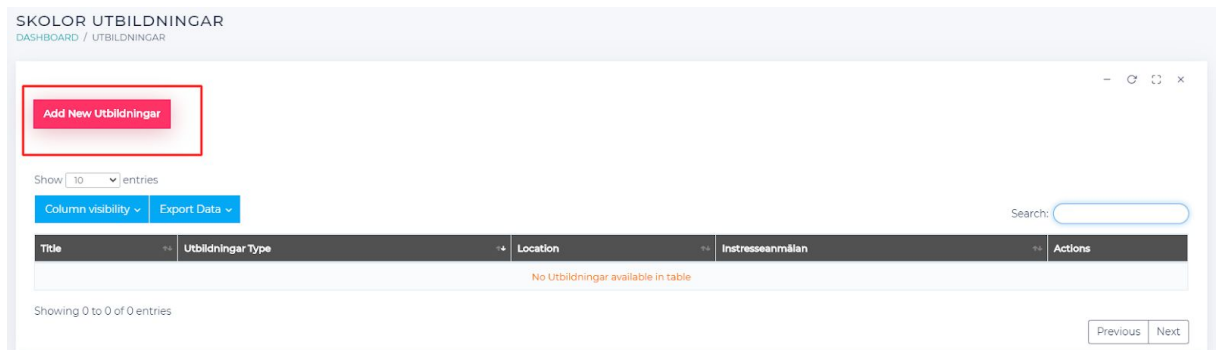 SKOLOR UTBILDNINGAR
DASHBOARD / UTBILDNINGAR
Add New Utbildningar
Show 10 entries
Column visibility Export Data Search:
Title Utbildningar Type Location Instresseanmälan Actions
No Utbildningar available in table
Showing 0 to 0 of 0 entries
Previous Next